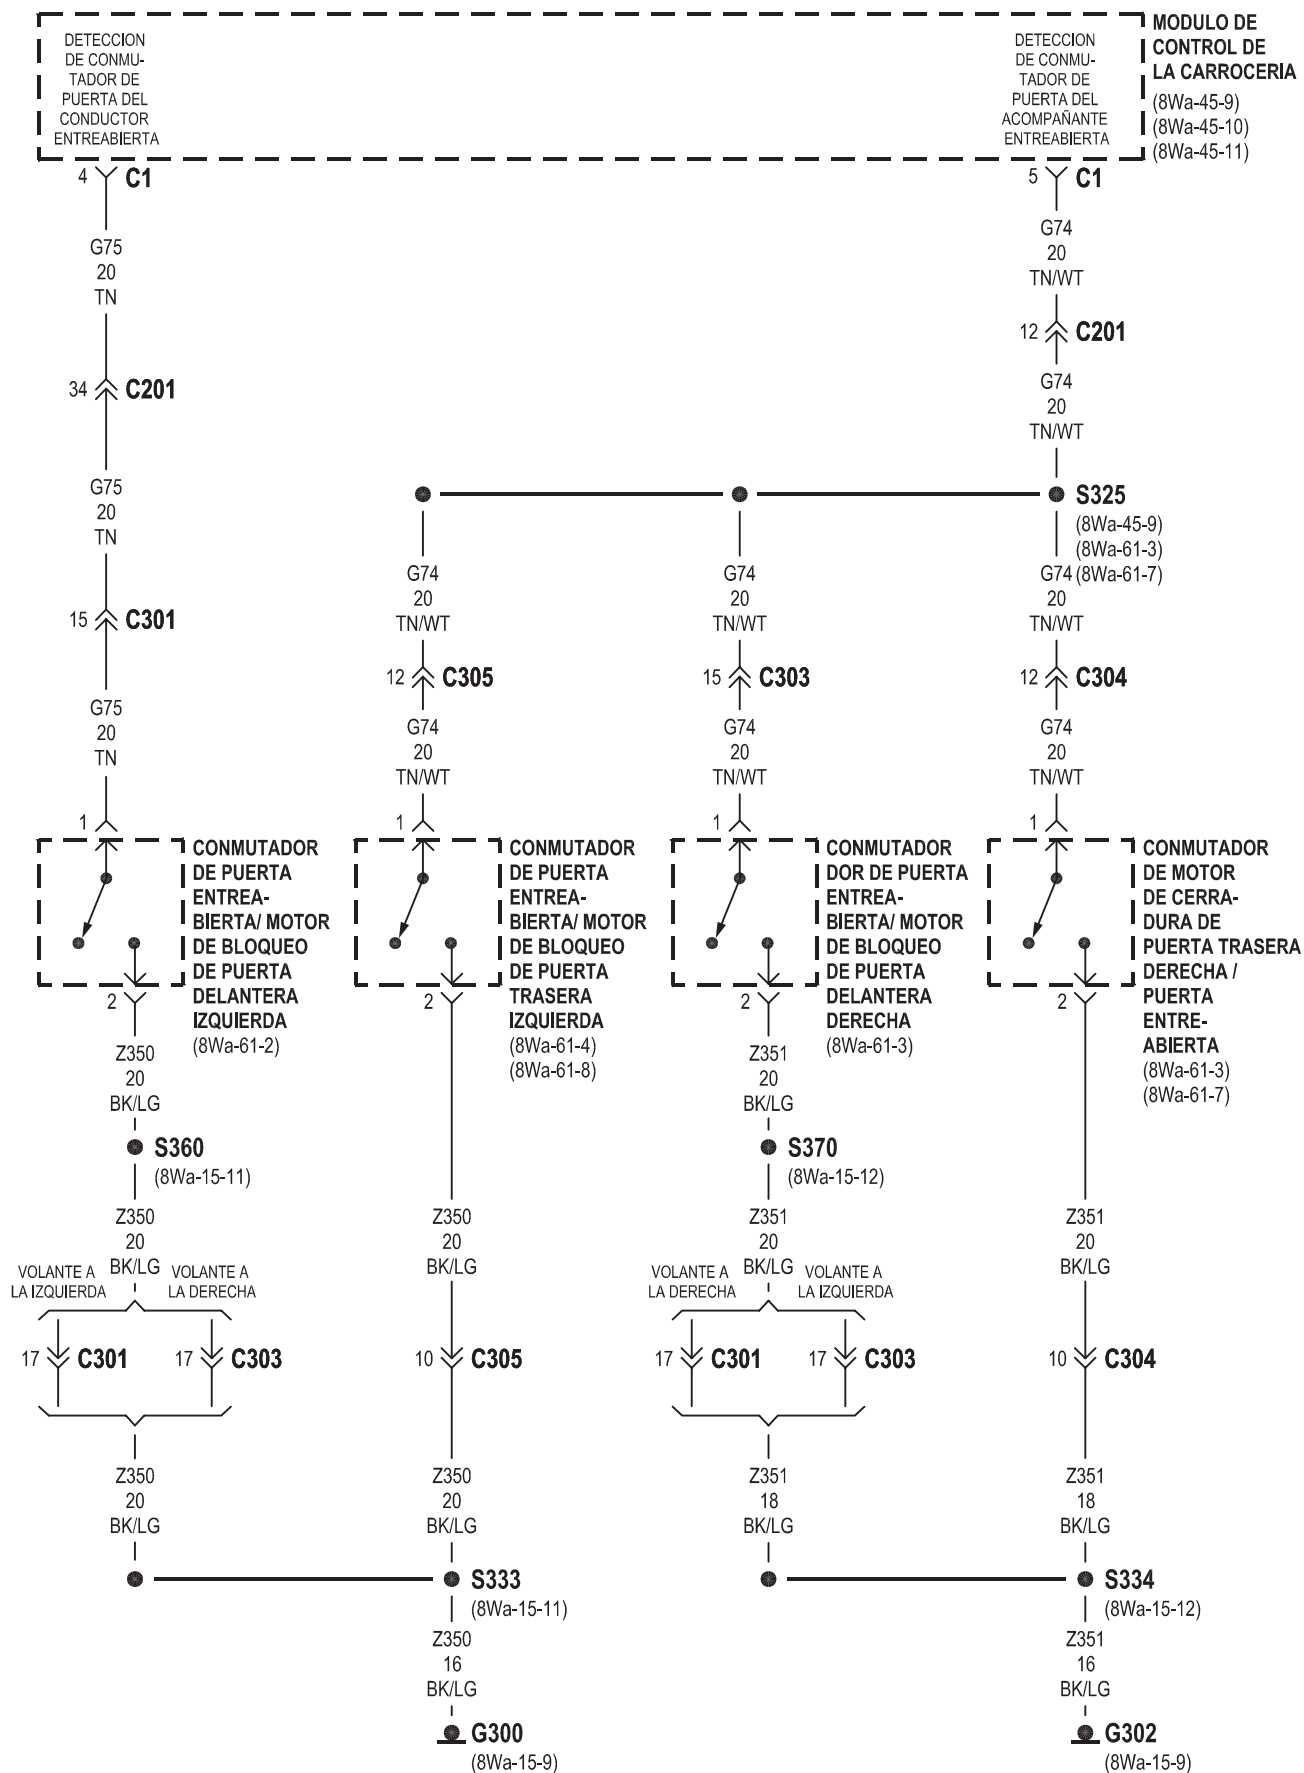 DETECCION
DE CONMU-
TADOR DE
PUERTA DEL
CONDUCTOR
ENTREABIERTA
DETECCION
DE CONMU-
TADOR DE
PUERTA DEL
ACOMPAÑANTE
ENTREABIERTA
MODULO DE
CONTROL DE
LA CARROCERIA
(8Wa-45-9)
(8Wa-45-10)
(8Wa-45-11)
4 C1
5 C1
G75
20
TN
G74
20
TN/WT
12 C201
34 C201
G74
20
TN/WT
G75
20
TN
S325
(8Wa-45-9)
(8Wa-61-3)
(8Wa-61-7)
G74
20
TN/WT
G74
20
TN/WT
G74
20
TN/WT
15 C301
12 C305
15 C303
12 C304
G75
20
TN
G74
20
TN/WT
G74
20
TN/WT
G74
20
TN/WT
1
1
1
1
CONMUTADOR
DE PUERTA
ENTREA-
BIERTA/ MOTOR
DE BLOQUEO
DE PUERTA
DELANTERA
IZQUIERDA
(8Wa-61-2)
CONMUTADOR
DE PUERTA
ENTREA-
BIERTA/ MOTOR
DE BLOQUEO
DE PUERTA
TRASERA
IZQUIERDA
(8Wa-61-4)
(8Wa-61-8)
CONMUTADOR
DOR DE PUERTA
ENTREA-
BIERTA/ MOTOR
DE BLOQUEO
DE PUERTA
DELANTERA
DERECHA
(8Wa-61-3)
CONMUTADOR
DE MOTOR
DE CERRA-
DURA DE
PUERTA TRASERA
DERECHA /
PUERTA
ENTRE-
ABIERTA
(8Wa-61-3)
(8Wa-61-7)
2
2
2
2
Z350
20
BK/LG
Z351
20
BK/LG
S360
(8Wa-15-11)
S370
(8Wa-15-12)
Z350
20
BK/LG
Z350
20
BK/LG
Z351
20
BK/LG
Z351
20
BK/LG
VOLANTE A
LA IZQUIERDA
VOLANTE A
LA DERECHA
VOLANTE A
LA DERECHA
VOLANTE A
LA IZQUIERDA
17 C301
17 C303
10 C305
17 C301
17 C303
10 C304
Z350
20
BK/LG
Z350
20
BK/LG
Z351
18
BK/LG
Z351
18
BK/LG
S333
(8Wa-15-11)
S334
(8Wa-15-12)
Z350
16
BK/LG
Z351
16
BK/LG
G300
(8Wa-15-9)
G302
(8Wa-15-9)